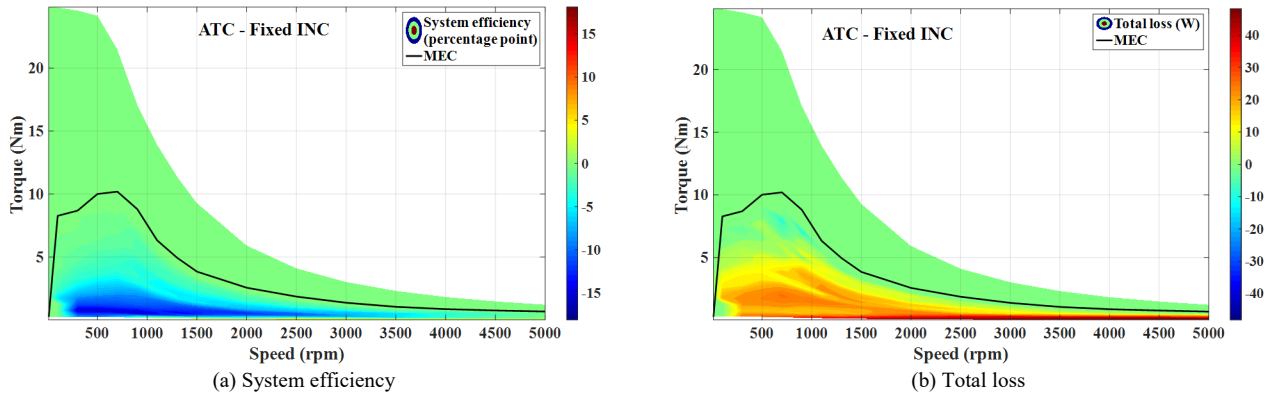 ATC - Fixed INC
System efficiency
(percentage point)
MEC
20
15
10
5
Torque (Nm)
500 1000 1500 2000 2500 3000 3500 4000 4500 5000
Speed (rpm)
15
10
5
0
-5
-10
-15
(a) System efficiency
ATC - Fixed INC
Total loss (W)
MEC
20
15
10
5
Torque (Nm)
500 1000 1500 2000 2500 3000 3500 4000 4500 5000
Speed (rpm)
40
30
20
10
0
-10
-20
-30
-40
(b) Total loss